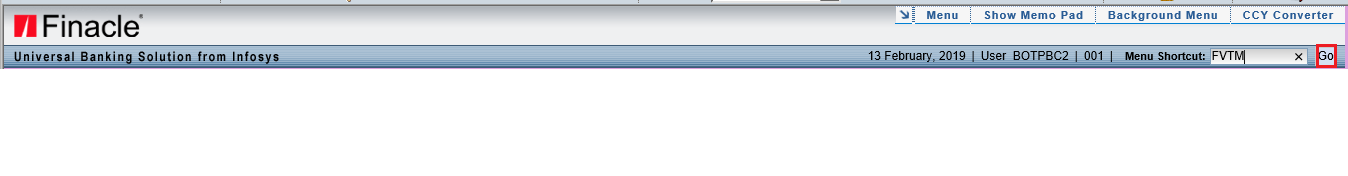 Finacle®
Menu Show Memo Pad Background Menu CCY Converter
Universal Banking Solution from Infosys
13 February, 2019 | User BOTPBC2 | 001 | Menu Shortcut: FVTM × Go